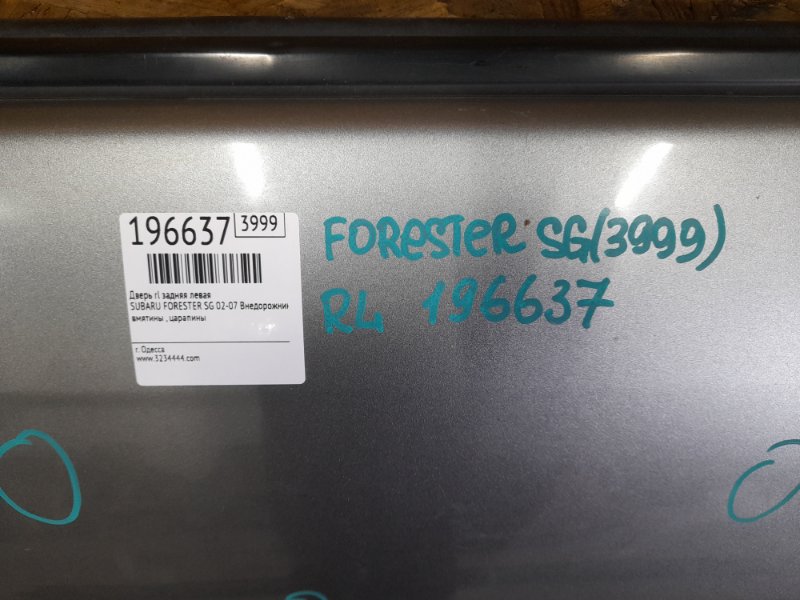 196637 3999
Дверь rl задняя левая
SUBARU FORESTER SG 02-07 Внедорожник
вмятины , царапины
г. Одесса
www.3234444.com
FORESTER SG(3999)
RL 196637